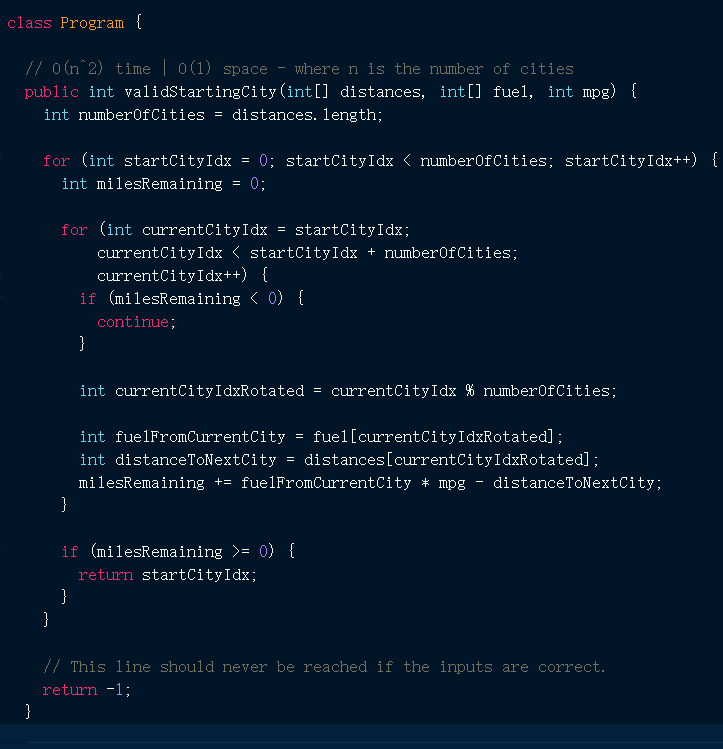 class Program {
// O(n^2) time | O(1) space - where n is the number of cities
public int validStartingCity(int[] distances, int[] fuel, int mpg) {
int numberOfCities = distances.length;
for (int startCityIdx = 0; startCityIdx < numberOfCities; startCityIdx++) {
int milesRemaining = 0;
for (int currentCityIdx = startCityIdx;
currentCityIdx < startCityIdx + numberOfCities;
currentCityIdx++) {
if (milesRemaining < 0) {
continue;
}
int currentCityIdxRotated = currentCityIdx % numberOfCities;
int fuelFromCurrentCity = fuel[currentCityIdxRotated];
int distanceToNextCity = distances[currentCityIdxRotated];
milesRemaining += fuelFromCurrentCity * mpg - distanceToNextCity;
}
if (milesRemaining >= 0) {
return startCityIdx;
}
}
// This line should never be reached if the inputs are correct.
return -1;
}